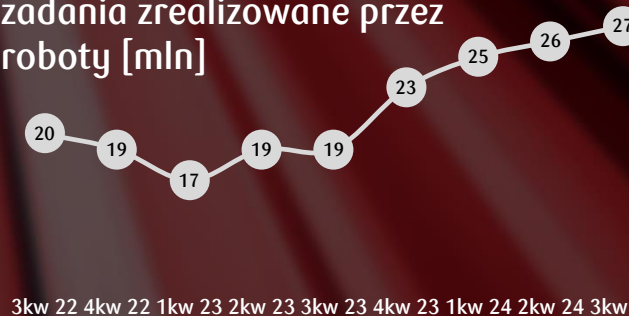 zadania zrealizowane przez
roboty [mln]
20 19 17 19 19 23 25 26 27
3kw 22 4kw 22 1kw 23 2kw 23 3kw 23 4kw 23 1kw 24 2kw 24 3kw